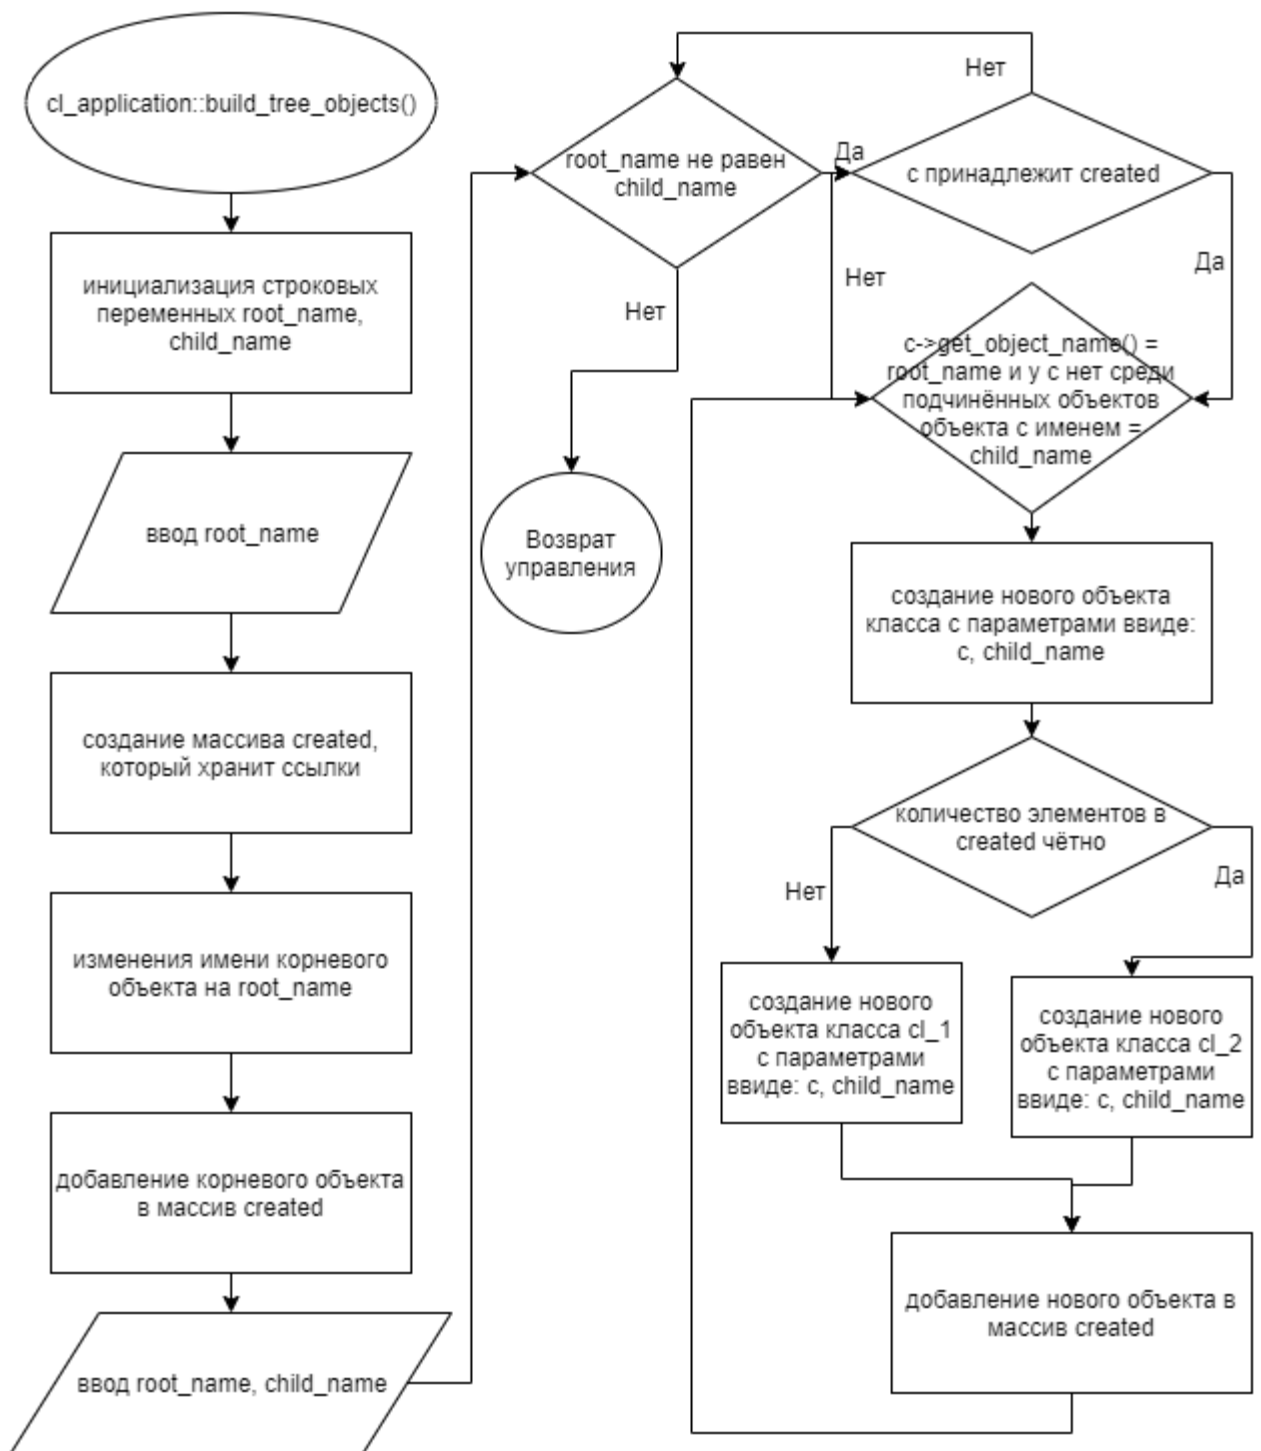 cl_application::build_tree_objects()
инициализация строковых
переменных root_name,
child_name
ввод root_name
создание массива created,
который хранит ссылки
изменения имени корневого
объекта на root_name
добавление корневого объекта
в массив created
ввод root_name, child_name
root_name не равен
child_name
Да
Нет
Возврат
управления
с принадлежит created
Нет
Да
Нет
c->get_object_name() =
root_name и у с нет среди
подчинённых объектов
объекта с именем =
child_name
создание нового объекта
класса с параметрами ввиде:
с, child_name
количество элементов в
created чётно
Нет
Да
создание нового
объекта класса cl_1
с параметрами
ввиде: с, child_name
создание нового
объекта класса cl_2
с параметрами
ввиде: с, child_name
добавление нового объекта в
массив created